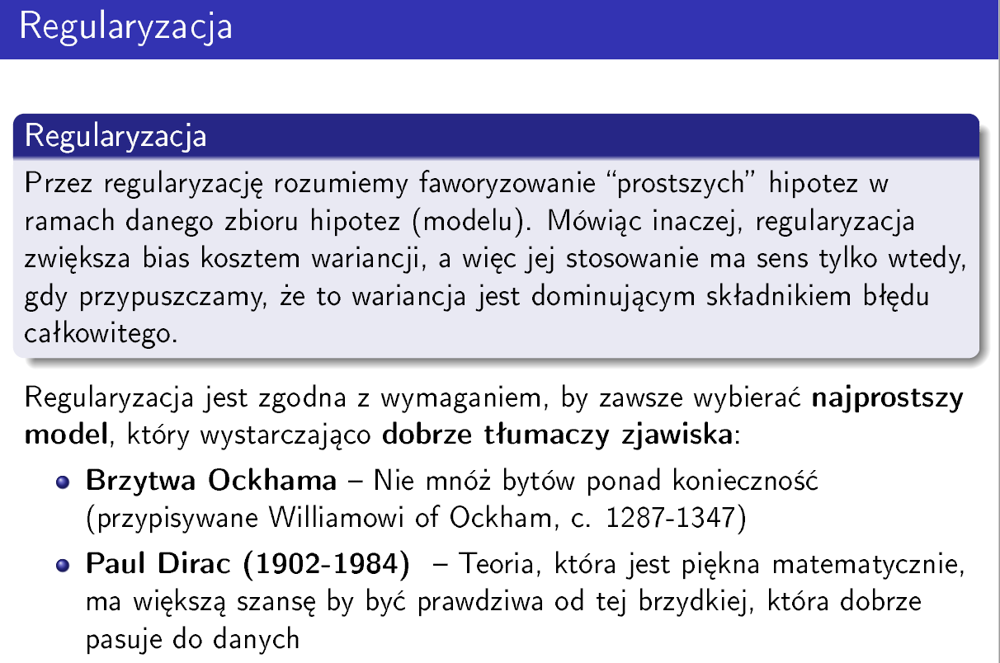 Regularyzacja
Regularyzacja
Przez regularyzację rozumiemy faworyzowanie “prostszych” hipotez w
ramach danego zbioru hipotez (modelu). Mówiąc inaczej, regularyzacja
zwiększa bias kosztem wariancji, a więc jej stosowanie ma sens tylko wtedy,
gdy przypuszczamy, że to wariancja jest dominującym składnikiem błędu
całkowitego.
Regularyzacja jest zgodna z wymaganiem, by zawsze wybierać najprostszy
model, który wystarczająco dobrze tłumaczy zjawiska:
Brzytwa Ockhama – Nie mnóż bytów ponad konieczność
(przypisywane Williamowi of Ockham, c. 1287-1347)
Paul Dirac (1902-1984) – Teoria, która jest piękna matematycznie,
ma większą szansę by być prawdziwa od tej brzydkiej, która dobrze
pasuje do danych